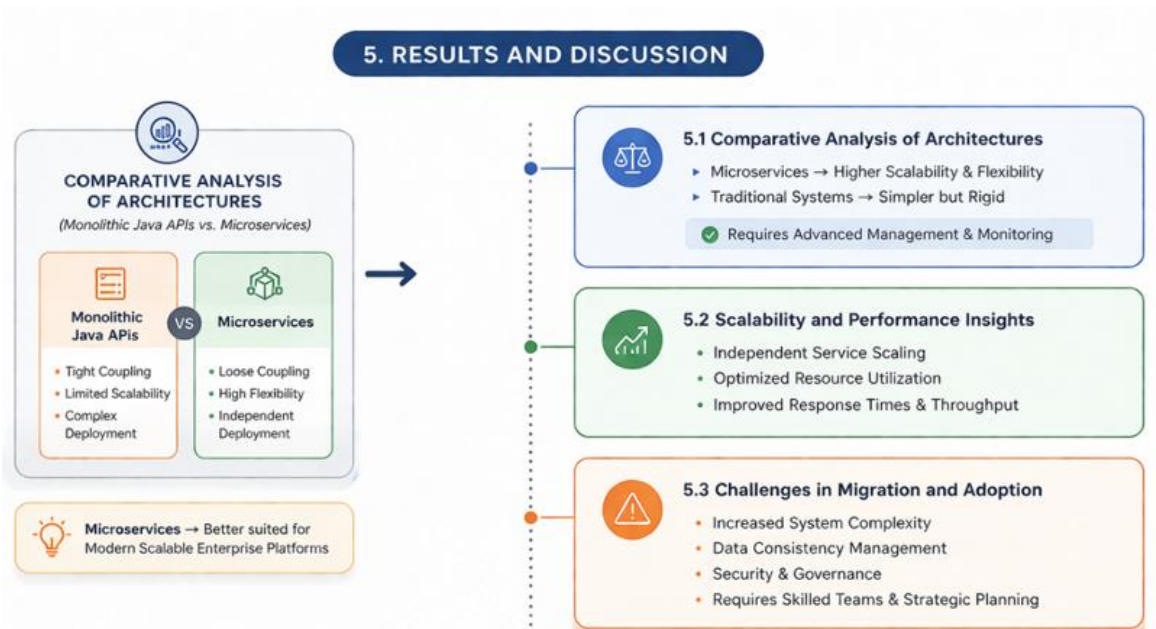 5. RESULTS AND DISCUSSION
COMPARATIVE ANALYSIS
OF ARCHITECTURES
(Monolithic Java APIs vs. Microservices)
Monolithic
Java APIs
• Tight Coupling
• Limited Scalability
• Complex
Deployment
VS
Microservices
• Loose Coupling
• High Flexibility
• Independent
Deployment
Microservices → Better suited for
Modern Scalable Enterprise Platforms
5.1 Comparative Analysis of Architectures
▸ Microservices → Higher Scalability & Flexibility
▸ Traditional Systems → Simpler but Rigid
Requires Advanced Management & Monitoring
5.2 Scalability and Performance Insights
• Independent Service Scaling
• Optimized Resource Utilization
• Improved Response Times & Throughput
5.3 Challenges in Migration and Adoption
• Increased System Complexity
• Data Consistency Management
• Security & Governance
• Requires Skilled Teams & Strategic Planning